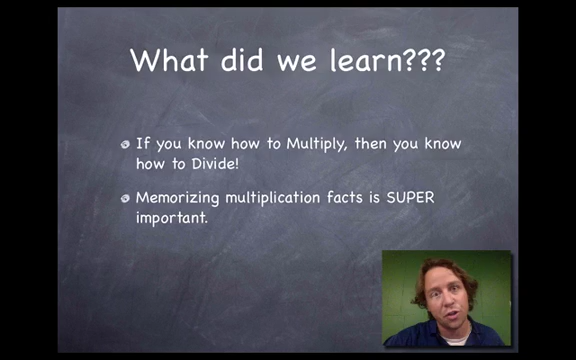 What did we learn???
If you know how to Multiply, then you know
how to Divide!
Memorizing multiplication facts is SUPER
important.